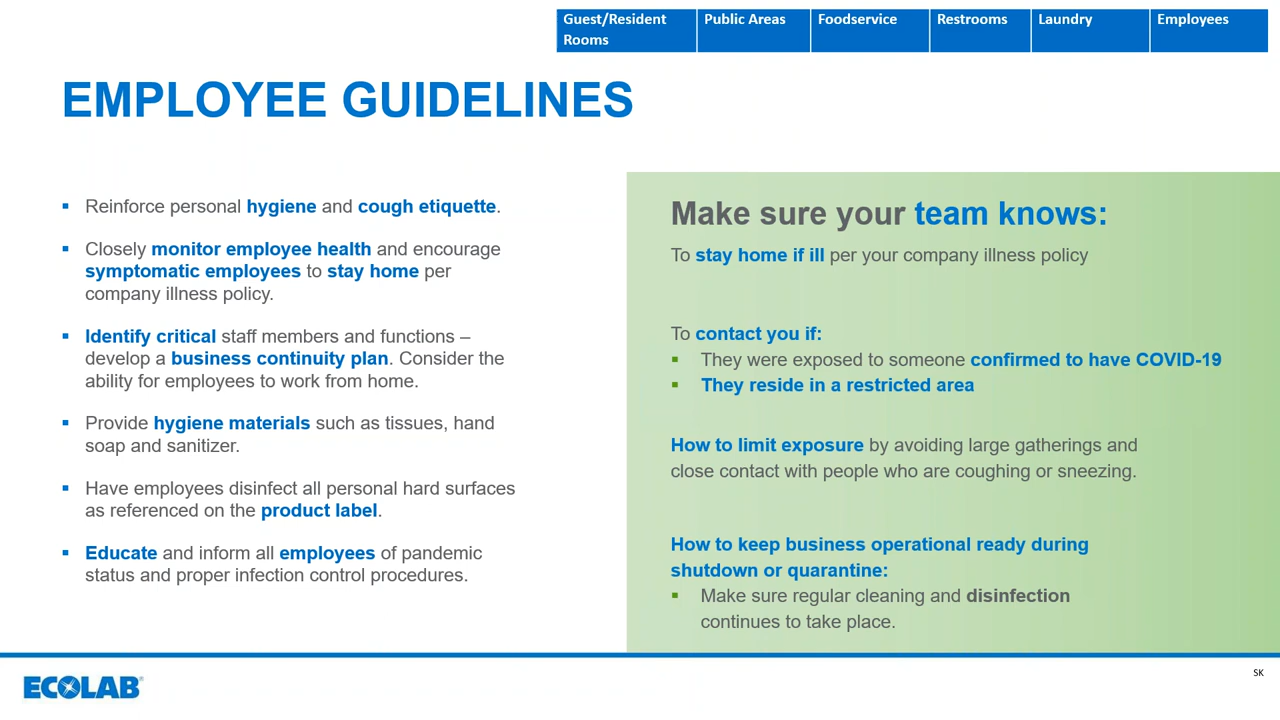 Guest/Resident
Rooms
Public Areas
Foodservice
Restrooms
Laundry
Employees
EMPLOYEE GUIDELINES
▪ Reinforce personal hygiene and cough etiquette.
▪ Closely monitor employee health and encourage
symptomatic employees to stay home per
company illness policy.
▪ Identify critical staff members and functions –
develop a business continuity plan. Consider the
ability for employees to work from home.
▪ Provide hygiene materials such as tissues, hand
soap and sanitizer.
▪ Have employees disinfect all personal hard surfaces
as referenced on the product label.
▪ Educate and inform all employees of pandemic
status and proper infection control procedures.
Make sure your team knows:
To stay home if ill per your company illness policy
To contact you if:
▪ They were exposed to someone confirmed to have COVID-19
▪ They reside in a restricted area
How to limit exposure by avoiding large gatherings and
close contact with people who are coughing or sneezing.
How to keep business operational ready during
shutdown or quarantine:
▪ Make sure regular cleaning and disinfection
continues to take place.
ECOLAB®
SK